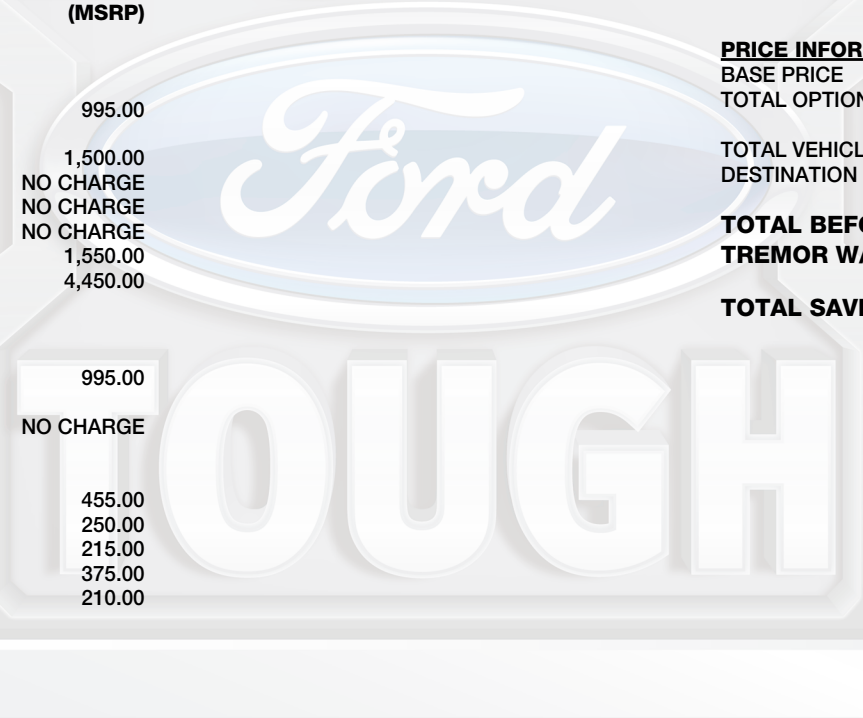 (MSRP)
995.00
1,500.00
NO CHARGE
NO CHARGE
NO CHARGE
1,550.00
4,450.00
995.00
NO CHARGE
455.00
250.00
215.00
375.00
210.00
PRICE INFOR
BASE PRICE
TOTAL OPTION
TOTAL VEHICL
DESTINATION
TOTAL BEFO
TREMOR WA
TOTAL SAVI
Ford
TOUGH